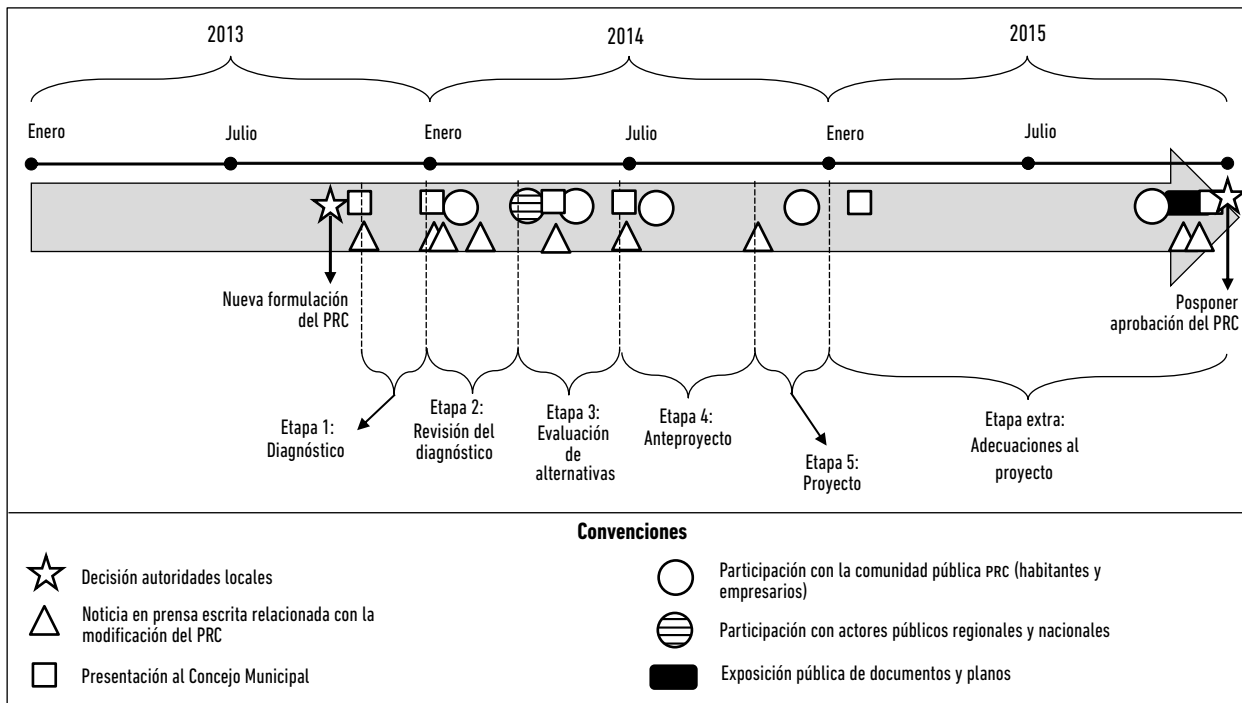 2013
2014
2015
Enero
Julio
Enero
Julio
Enero
Julio
Nueva formulación
del PRC
Posponer
aprobación del PRC
Etapa 1:
Diagnóstico
Etapa 2:
Revisión del
diagnóstico
Etapa 3:
Evaluación
de
alternativas
Etapa 4:
Anteproyecto
Etapa 5:
Proyecto
Etapa extra:
Adecuaciones al
proyecto
Convenciones
Decisión autoridades locales
Noticia en prensa escrita relacionada con la
modificación del PRC
Presentación al Concejo Municipal
Participación con la comunidad pública PRC (habitantes y
empresarios)
Participación con actores públicos regionales y nacionales
Exposición pública de documentos y planos